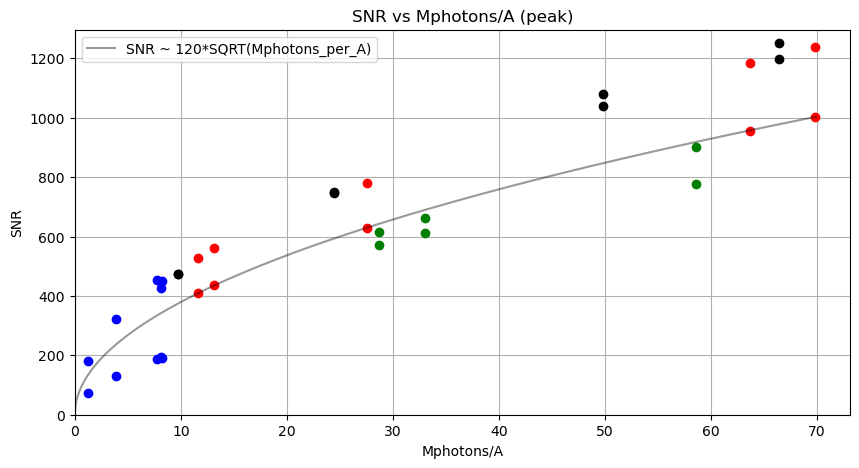 SNR vs Mphotons/A (peak)
SNR ~ 120*SQRT(Mphotons_per_A)
1200
1000
800
600
400
200
0
SNR
0 10 20 30 40 50 60 70
Mphotons/A